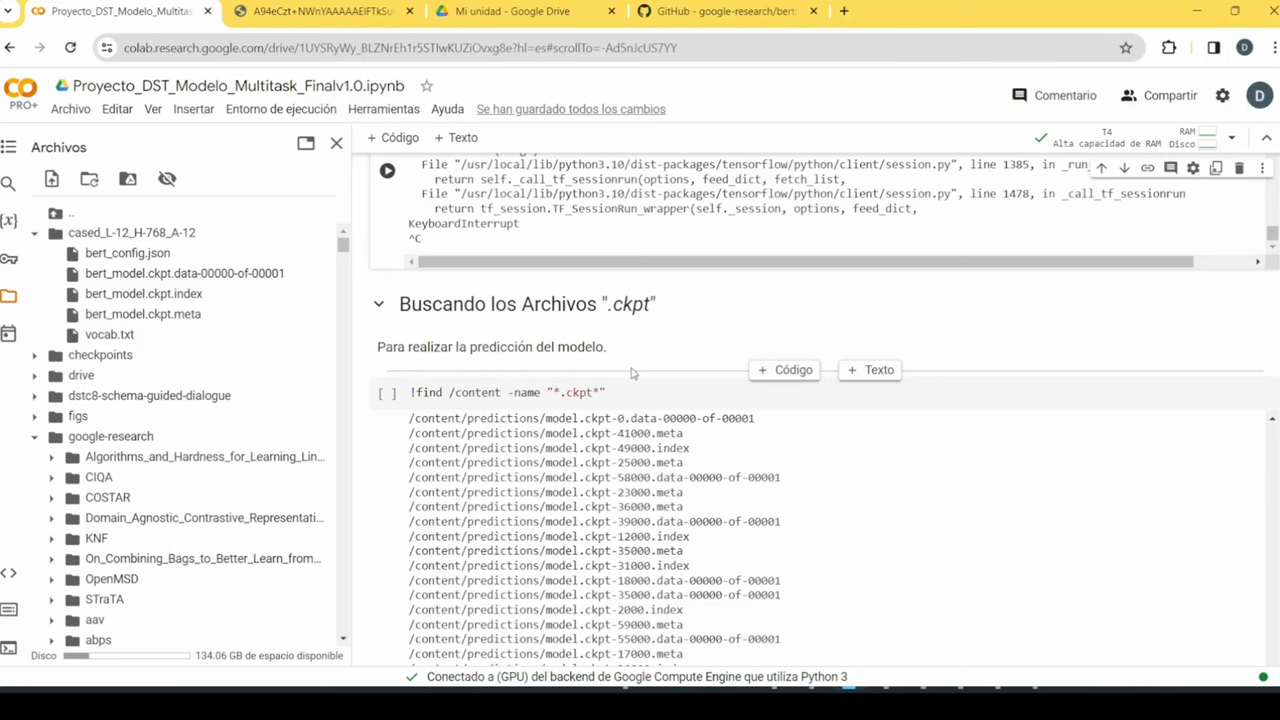 Proyecto_DST_Modelo_Multitask
A94eCzt+NWnYAAAAAElFTkSu
Mi unidad - Google Drive
GitHub - google-research/bert:
colab.research.google.com/drive/1UYSRyWy_BLZNrEh1r5STIwKUZiOvxg8e?hl=es#scrollTo=-Ad5nJcUS7YY
D
CO
PRO+
Proyecto_DST_Modelo_Multitask_Finalv1.0.ipynb
Archivo Editar Ver Insertar Entorno de ejecución Herramientas Ayuda Se han guardado todos los cambios
Comentario
Compartir
D
Archivos
+ Código + Texto
T4
Alta capacidad de RAM
RAM
Disco
..
cased_L-12_H-768_A-12
bert_config.json
bert_model.ckpt.data-00000-of-00001
bert_model.ckpt.index
bert_model.ckpt.meta
vocab.txt
checkpoints
drive
dstc8-schema-guided-dialogue
figs
google-research
Algorithms_and_Hardness_for_Learning_Lin...
CIQA
COSTAR
Domain_Agnostic_Contrastive_Representati...
KNF
On_Combining_Bags_to_Better_Learn_from...
OpenMSD
STraTA
aav
abps
Disco 134.06 GB de espacio disponible
File "/usr/local/lib/python3.10/dist-packages/tensorflow/python/client/session.py", line 1385, in _run_
return self._call_tf_sessionrun(options, feed_dict, fetch_list,
File "/usr/local/lib/python3.10/dist-packages/tensorflow/python/client/session.py", line 1478, in _call_tf_sessionrun
return tf_session.TF_SessionRun_wrapper(self._session, options, feed_dict,
KeyboardInterrupt
^C
Buscando los Archivos ".ckpt"
Para realizar la predicción del modelo.
+ Código + Texto
[ ] !find /content -name "*.ckpt*"
/content/predictions/model.ckpt-0.data-00000-of-00001
/content/predictions/model.ckpt-41000.meta
/content/predictions/model.ckpt-49000.index
/content/predictions/model.ckpt-25000.meta
/content/predictions/model.ckpt-58000.data-00000-of-00001
/content/predictions/model.ckpt-23000.meta
/content/predictions/model.ckpt-36000.meta
/content/predictions/model.ckpt-39000.data-00000-of-00001
/content/predictions/model.ckpt-12000.index
/content/predictions/model.ckpt-35000.meta
/content/predictions/model.ckpt-31000.index
/content/predictions/model.ckpt-18000.data-00000-of-00001
/content/predictions/model.ckpt-35000.data-00000-of-00001
/content/predictions/model.ckpt-2000.index
/content/predictions/model.ckpt-59000.meta
/content/predictions/model.ckpt-55000.data-00000-of-00001
/content/predictions/model.ckpt-17000.meta
Conectado a (GPU) del backend de Google Compute Engine que utiliza Python 3